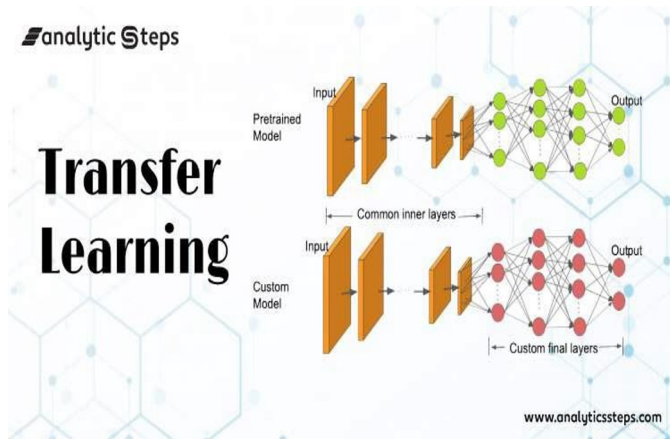 analytic Steps
Transfer
Learning
Input
Pretrained
Model
Output
Common inner layers
Input
Custom
Model
Output
Custom final layers
www.analyticssteps.com